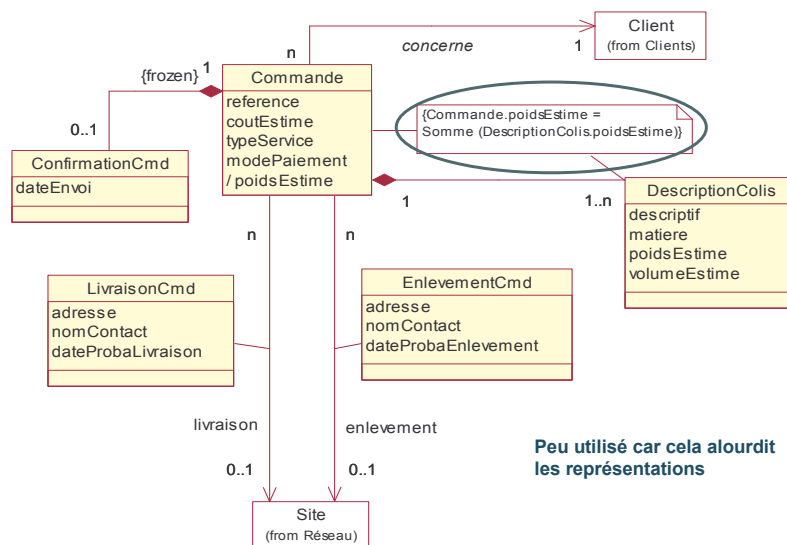 Client
(from Clients)
concerne
n
1
{frozen}
1
Commande
reference
coutEstime
typeService
modePaiement
/ poidsEstime
{Commande.poidsEstime =
Somme (DescriptionColis.poidsEstime)}
0..1
ConfirmationCmd
dateEnvoi
1
1..n
DescriptionColis
descriptif
matiere
poidsEstime
volumeEstime
n
n
LivraisonCmd
adresse
nomContact
dateProbaLivraison
EnlevementCmd
adresse
nomContact
dateProbaEnlevement
livraison
enlevement
0..1
0..1
Peu utilisé car cela alourdit
les représentations
Site
(from Réseau)